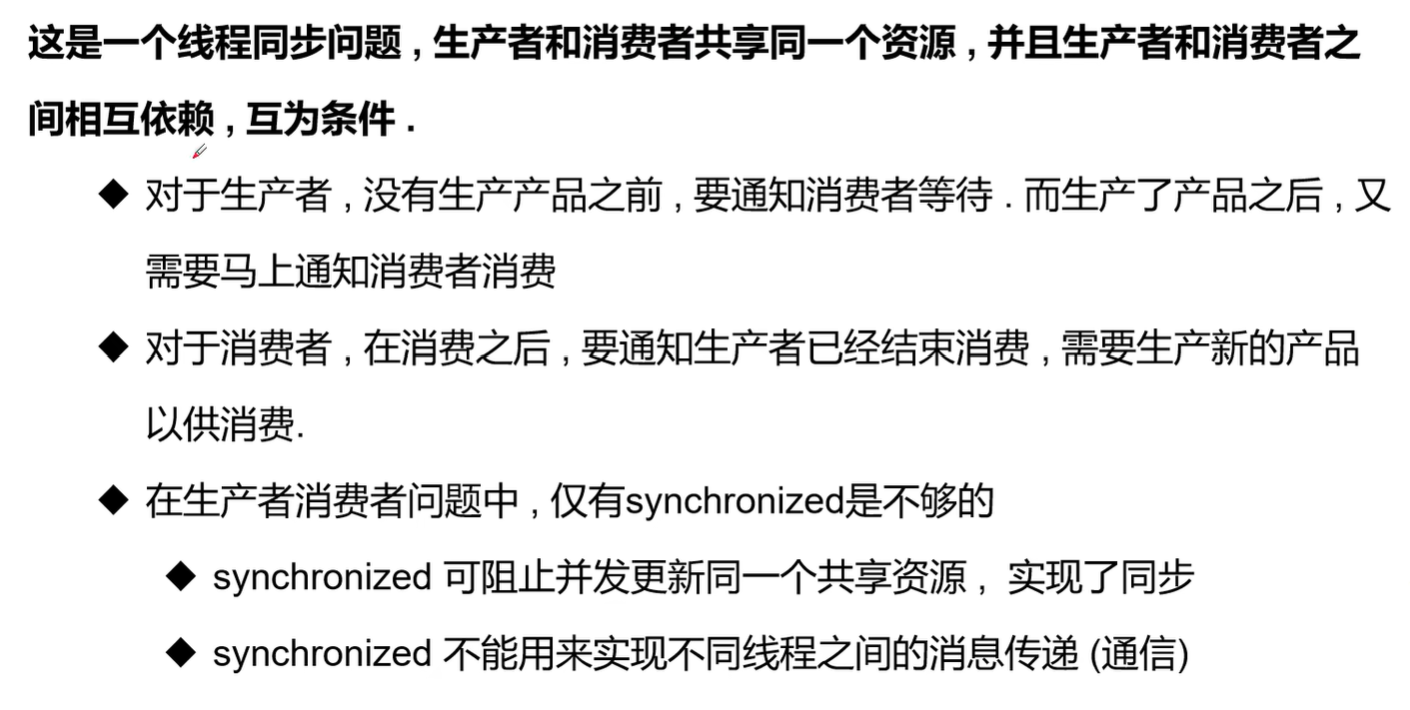 这是一个线程同步问题 , 生产者和消费者共享同一个资源 , 并且生产者和消费者之
间相互依赖 , 互为条件 .
◆ 对于生产者 , 没有生产产品之前 , 要通知消费者等待 . 而生产了产品之后 , 又
需要马上通知消费者消费
◆ 对于消费者 , 在消费之后 , 要通知生产者已经结束消费 , 需要生产新的产品
以供消费.
◆ 在生产者消费者问题中 , 仅有synchronized是不够的
◆ synchronized 可阻止并发更新同一个共享资源 , 实现了同步
◆ synchronized 不能用来实现不同线程之间的消息传递 (通信)